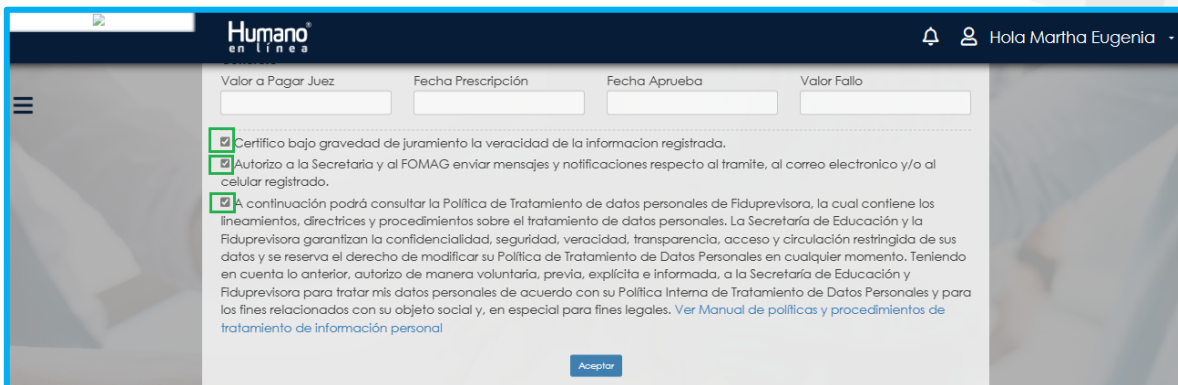 Humano®
en línea
Hola Martha Eugenia
Valor a Pagar Juez Fecha Prescripción Fecha Aprueba Valor Fallo
Certifico bajo gravedad de juramento la veracidad de la informacion registrada.
Autorizo a la Secretaria y al FOMAG enviar mensajes y notificaciones respecto al tramite, al correo electronico y/o al
celular registrado.
A continuación podrá consultar la Política de Tratamiento de datos personales de Fiduprevisora, la cual contiene los
lineamientos, directrices y procedimientos sobre el tratamiento de datos personales. La Secretaría de Educación y la
Fiduprevisora garantizan la confidencialidad, seguridad, veracidad, transparencia, acceso y circulación restringida de sus
datos y se reserva el derecho de modificar su Política de Tratamiento de Datos Personales en cualquier momento. Teniendo
en cuenta lo anterior, autorizo de manera voluntaria, previa, explícita e informada, a la Secretaría de Educación y
Fiduprevisora para tratar mis datos personales de acuerdo con su Política Interna de Tratamiento de Datos Personales y para
los fines relacionados con su objeto social y, en especial para fines legales. Ver Manual de políticas y procedimientos de
tratamiento de información personal
Aceptar